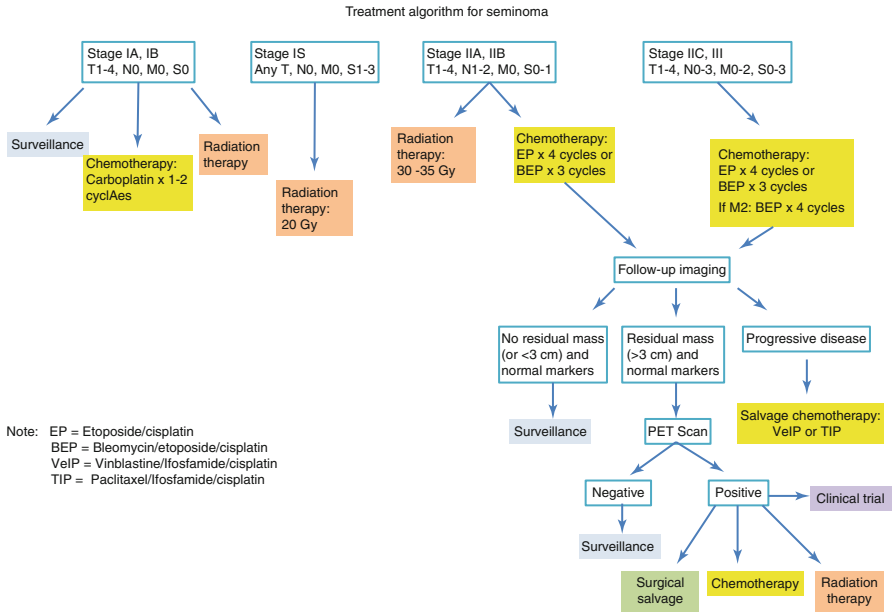 Treatment algorithm for seminoma
Stage IA, IB
T1-4, N0, M0, S0
Stage IS
Any T, N0, M0, S1-3
Stage IIA, IIB
T1-4, N1-2, M0, S0-1
Stage IIC, III
T1-4, N0-3, M0-2, S0-3
Surveillance
Chemotherapy:
Carboplatin x 1-2
cyclAes
Radiation
therapy
Radiation
therapy:
20 Gy
Radiation
therapy:
30 -35 Gy
Chemotherapy:
EP x 4 cycles or
BEP x 3 cycles
Chemotherapy:
EP x 4 cycles or
BEP x 3 cycles
If M2: BEP x 4 cycles
Follow-up imaging
No residual mass
(or <3 cm) and
normal markers
Residual mass
(>3 cm) and
normal markers
Progressive disease
Surveillance
PET Scan
Salvage chemotherapy:
VeIP or TIP
Negative
Positive
Clinical trial
Surveillance
Surgical
salvage
Chemotherapy
Radiation
therapy
Note: EP = Etoposide/cisplatin
BEP = Bleomycin/etoposide/cisplatin
VeIP = Vinblastine/Ifosfamide/cisplatin
TIP = Paclitaxel/Ifosfamide/cisplatin